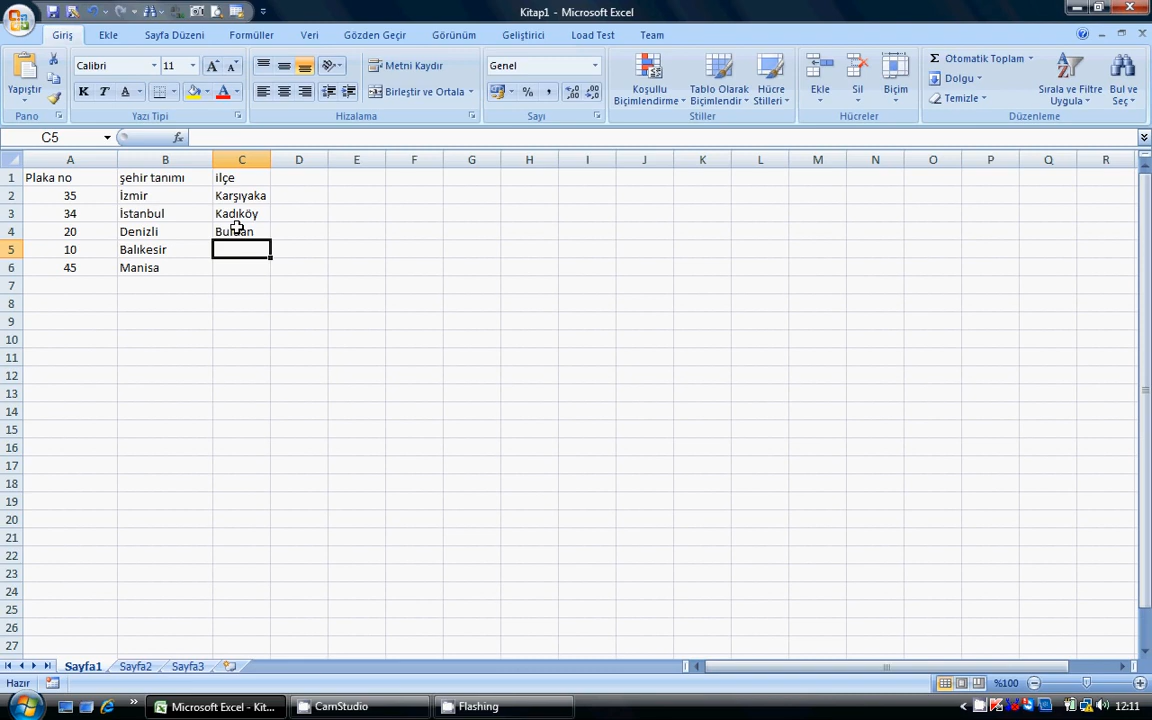 Kitap1 - Microsoft Excel
Giriş Ekle Sayfa Düzeni Formüller Veri Gözden Geçir Görünüm Geliştirici Load Test Team
Yapıştır
Pano
Calibri 11
K T A
Yazı Tipi
Metni Kaydır
Birleştir ve Ortala
Hizalama
Genel
%
Sayı
Koşullu Biçimlendirme
Tablo Olarak Biçimlendir
Hücre Stilleri
Stiller
Ekle Sil Biçim
Hücreler
Σ Otomatik Toplam
Dolgu
Temizle
Sırala ve Filtre Uygula
Bul ve Seç
Düzenleme
C5 fx
A B C D E F G H I J K L M N O P Q R
1 Plaka no şehir tanımı ilçe
2 35 İzmir Karşıyaka
3 34 İstanbul Kadıköy
4 20 Denizli
5 10 Balıkesir
6 45 Manisa
7
8
9
10
11
12
13
14
15
16
17
18
19
20
21
22
23
24
25
26
27
Sayfa1 Sayfa2 Sayfa3
Hazır %100
Microsoft Excel - Kit... CamStudio Flashing 12:11